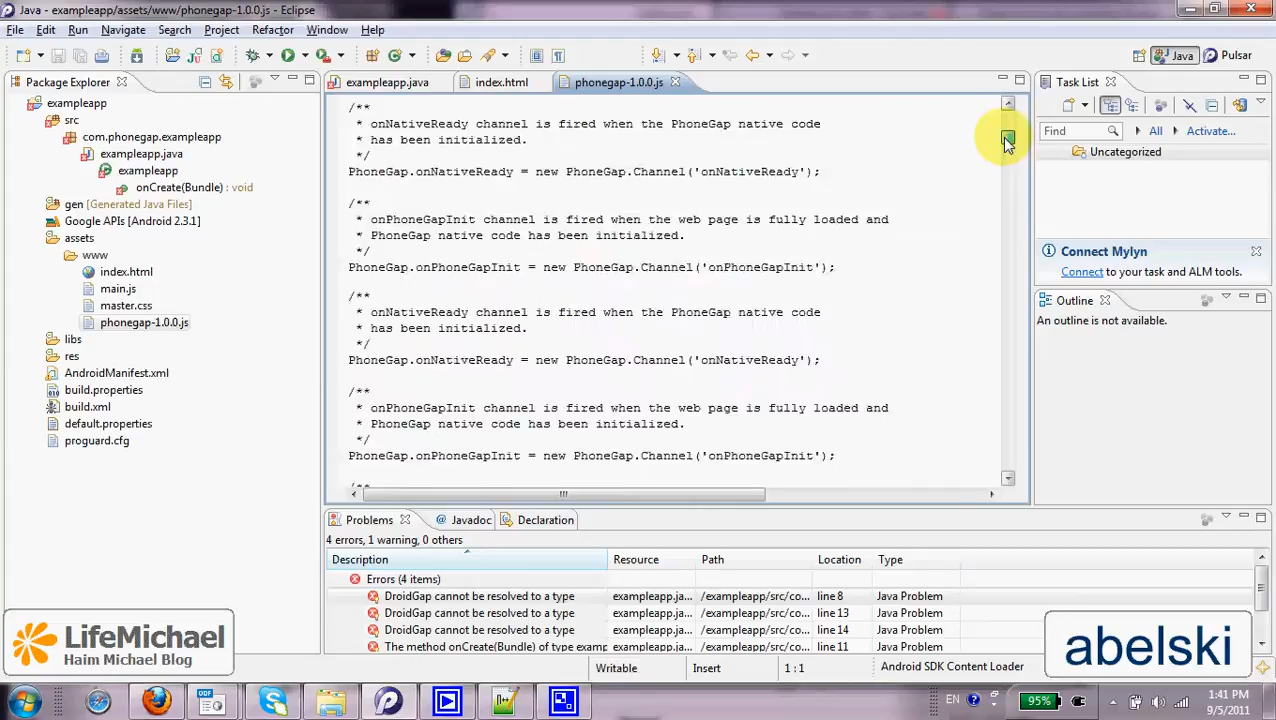 Java - exampleapp/assets/www/phonegap-1.0.0.js - Eclipse
File Edit Run Navigate Search Project Refactor Window Help
Java Pulsar
Package Explorer
exampleapp
src
com.phonegap.exampleapp
exampleapp.java
exampleapp
onCreate(Bundle) : void
gen [Generated Java Files]
Google APIs [Android 2.3.1]
assets
www
index.html
main.js
master.css
phonegap-1.0.0.js
libs
res
AndroidManifest.xml
build.properties
build.xml
default.properties
proguard.cfg
exampleapp.java index.html phonegap-1.0.0.js
/**
* onNativeReady channel is fired when the PhoneGap native code
* has been initialized.
*/
PhoneGap.onNativeReady = new PhoneGap.Channel('onNativeReady');
/**
* onPhoneGapInit channel is fired when the web page is fully loaded and
* PhoneGap native code has been initialized.
*/
PhoneGap.onPhoneGapInit = new PhoneGap.Channel('onPhoneGapInit');
/**
* onNativeReady channel is fired when the PhoneGap native code
* has been initialized.
*/
PhoneGap.onNativeReady = new PhoneGap.Channel('onNativeReady');
/**
* onPhoneGapInit channel is fired when the web page is fully loaded and
* PhoneGap native code has been initialized.
*/
PhoneGap.onPhoneGapInit = new PhoneGap.Channel('onPhoneGapInit');
/**
Task List
Find All Activate...
Uncategorized
Connect Mylyn
Connect to your task and ALM tools.
Outline
An outline is not available.
Problems Javadoc Declaration
4 errors, 1 warning, 0 others
Description Resource Path Location Type
Errors (4 items)
DroidGap cannot be resolved to a type exampleapp.ja... /exampleapp/src/co... line 8 Java Problem
DroidGap cannot be resolved to a type exampleapp.ja... /exampleapp/src/co... line 13 Java Problem
DroidGap cannot be resolved to a type exampleapp.ja... /exampleapp/src/co... line 14 Java Problem
The method onCreate(Bundle) of type examp exampleapp.ja... /exampleapp/src/co... line 11 Java Problem
Writable Insert 1 : 1 Android SDK Content Loader
LifeMichael
Haim Michael Blog
abelski
ODF
EN 95% 1:41 PM
9/5/2011